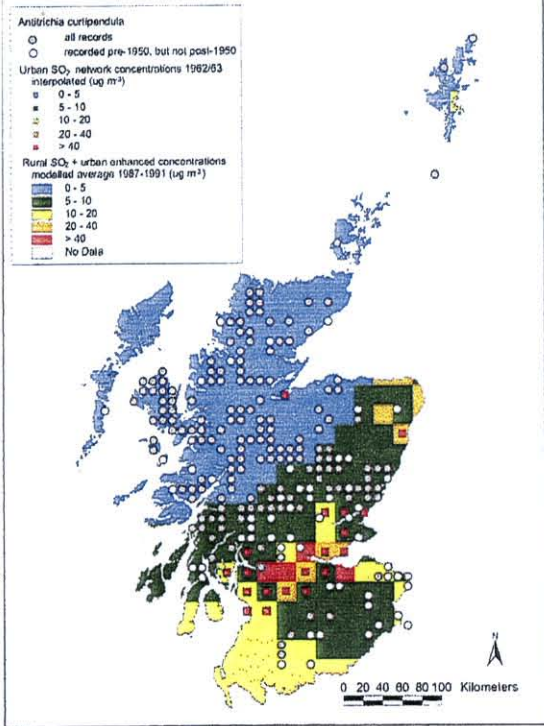 Antitrichia curtipendula
all records
recorded pre-1950, but not post-1950
Urban SO₂ network concentrations 1962/63
interpolated (ug m³)
0 - 5
5 - 10
10 - 20
20 - 40
> 40
Rural SO₂ + urban enhanced concentrations
modelled average 1987-1991 (ug m³)
0 - 5
5 - 10
10 - 20
20 - 40
> 40
No Data
N
0 20 40 60 80 100 Kilometers